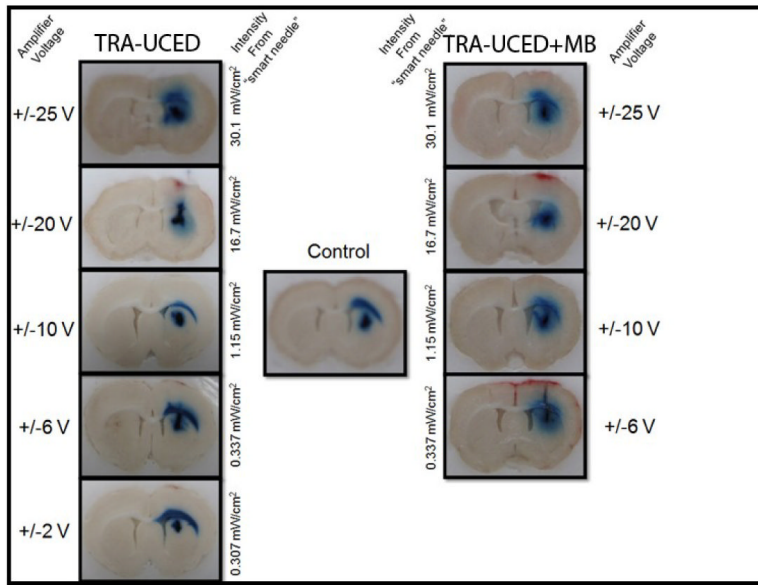 Amplifier
Voltage
TRA-UCED
Intensity
From
"smart needle"
+/-25 V
30.1 mW/cm²
+/-20 V
16.7 mW/cm²
+/-10 V
1.15 mW/cm²
+/-6 V
0.337 mW/cm²
+/-2 V
0.307 mW/cm²
Control
Intensity
From
"smart needle"
TRA-UCED+MB
Amplifier
Voltage
30.1 mW/cm²
+/-25 V
16.7 mW/cm²
+/-20 V
1.15 mW/cm²
+/-10 V
0.337 mW/cm²
+/-6 V